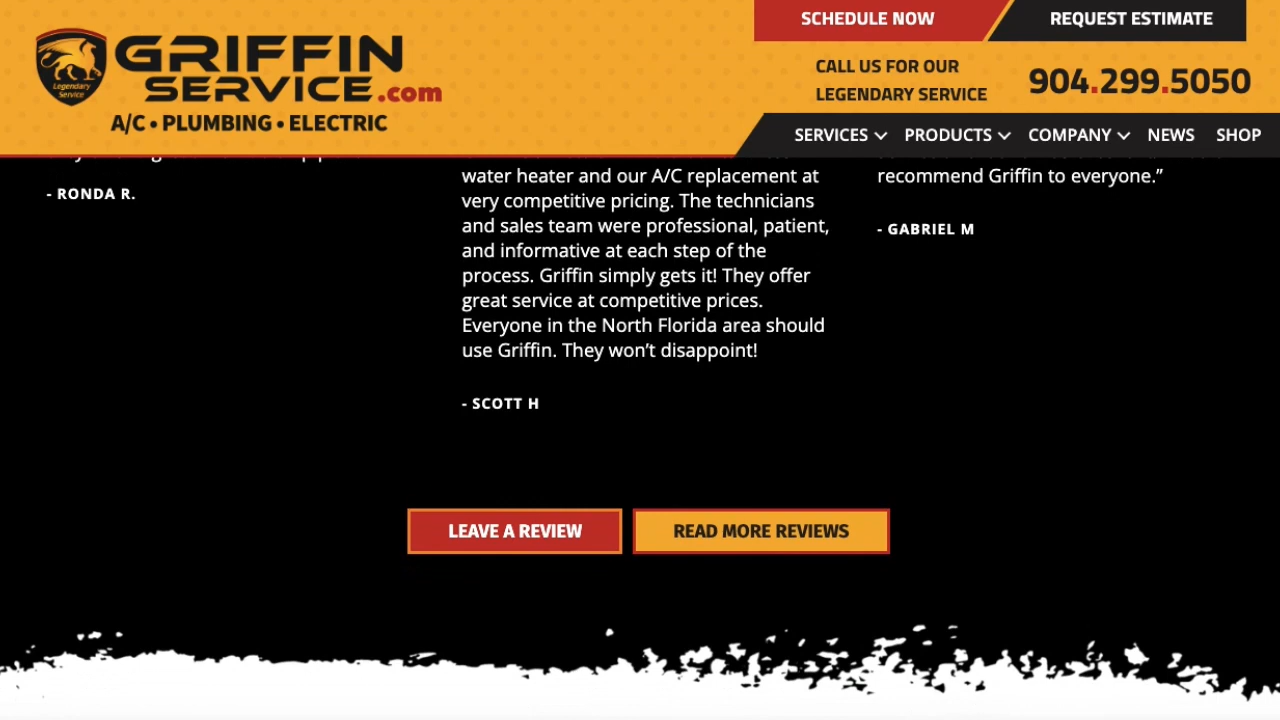 SCHEDULE NOW
REQUEST ESTIMATE
GRIFFIN
SERVICE.com
Legendary
Service
A/C • PLUMBING • ELECTRIC
CALL US FOR OUR
LEGENDARY SERVICE
904.299.5050
SERVICES
PRODUCTS
COMPANY
NEWS
SHOP
- RONDA R.
water heater and our A/C replacement at
very competitive pricing. The technicians
and sales team were professional, patient,
and informative at each step of the
process. Griffin simply gets it! They offer
great service at competitive prices.
Everyone in the North Florida area should
use Griffin. They won’t disappoint!
- SCOTT H
recommend Griffin to everyone.”
- GABRIEL M
LEAVE A REVIEW
READ MORE REVIEWS